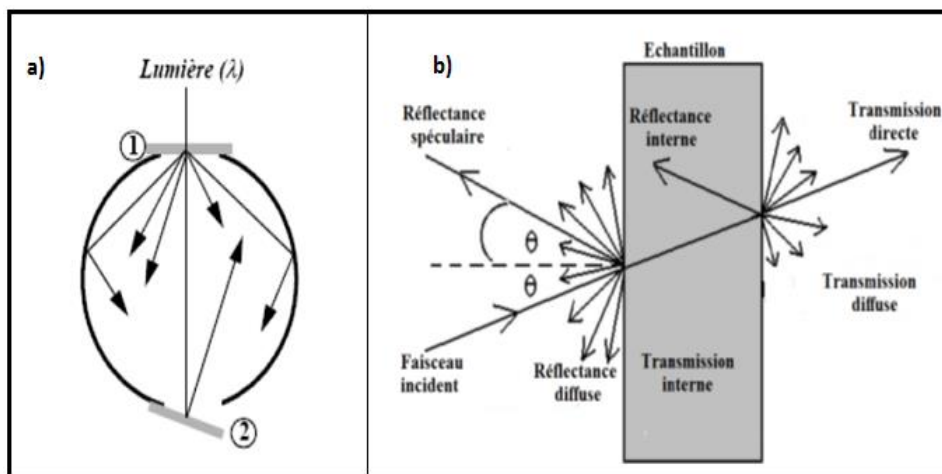 a)
Lumière (λ)
1
2
b)
Echantillon
Réflectance
spéculaire
Réflectance
interne
Transmission
directe
θ
θ
Faisceau
incident
Réflectance
diffuse
Transmission
interne
Transmission
diffuse